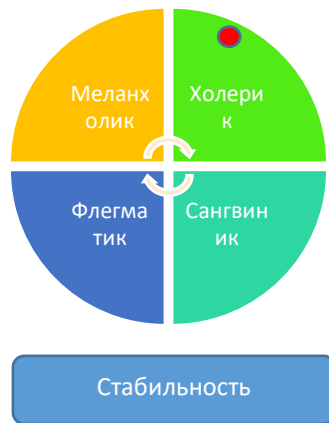 Меланх
олик
Холери
к
Флегма
тик
Сангвин
ик
Стабильность